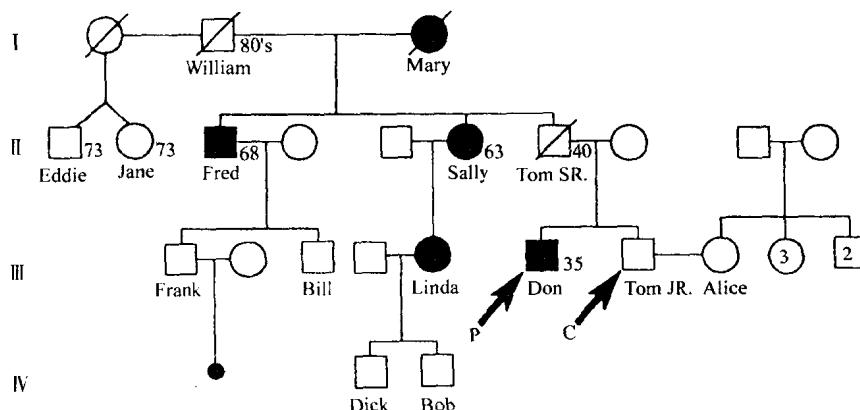 I
80's
William
Mary
II
73
73
68
63
40
Eddie
Jane
Fred
Sally
Tom SR.
III
35
3
2
Frank
Bill
Linda
Don
Tom JR.
Alice
P
C
IV
Dick
Bob